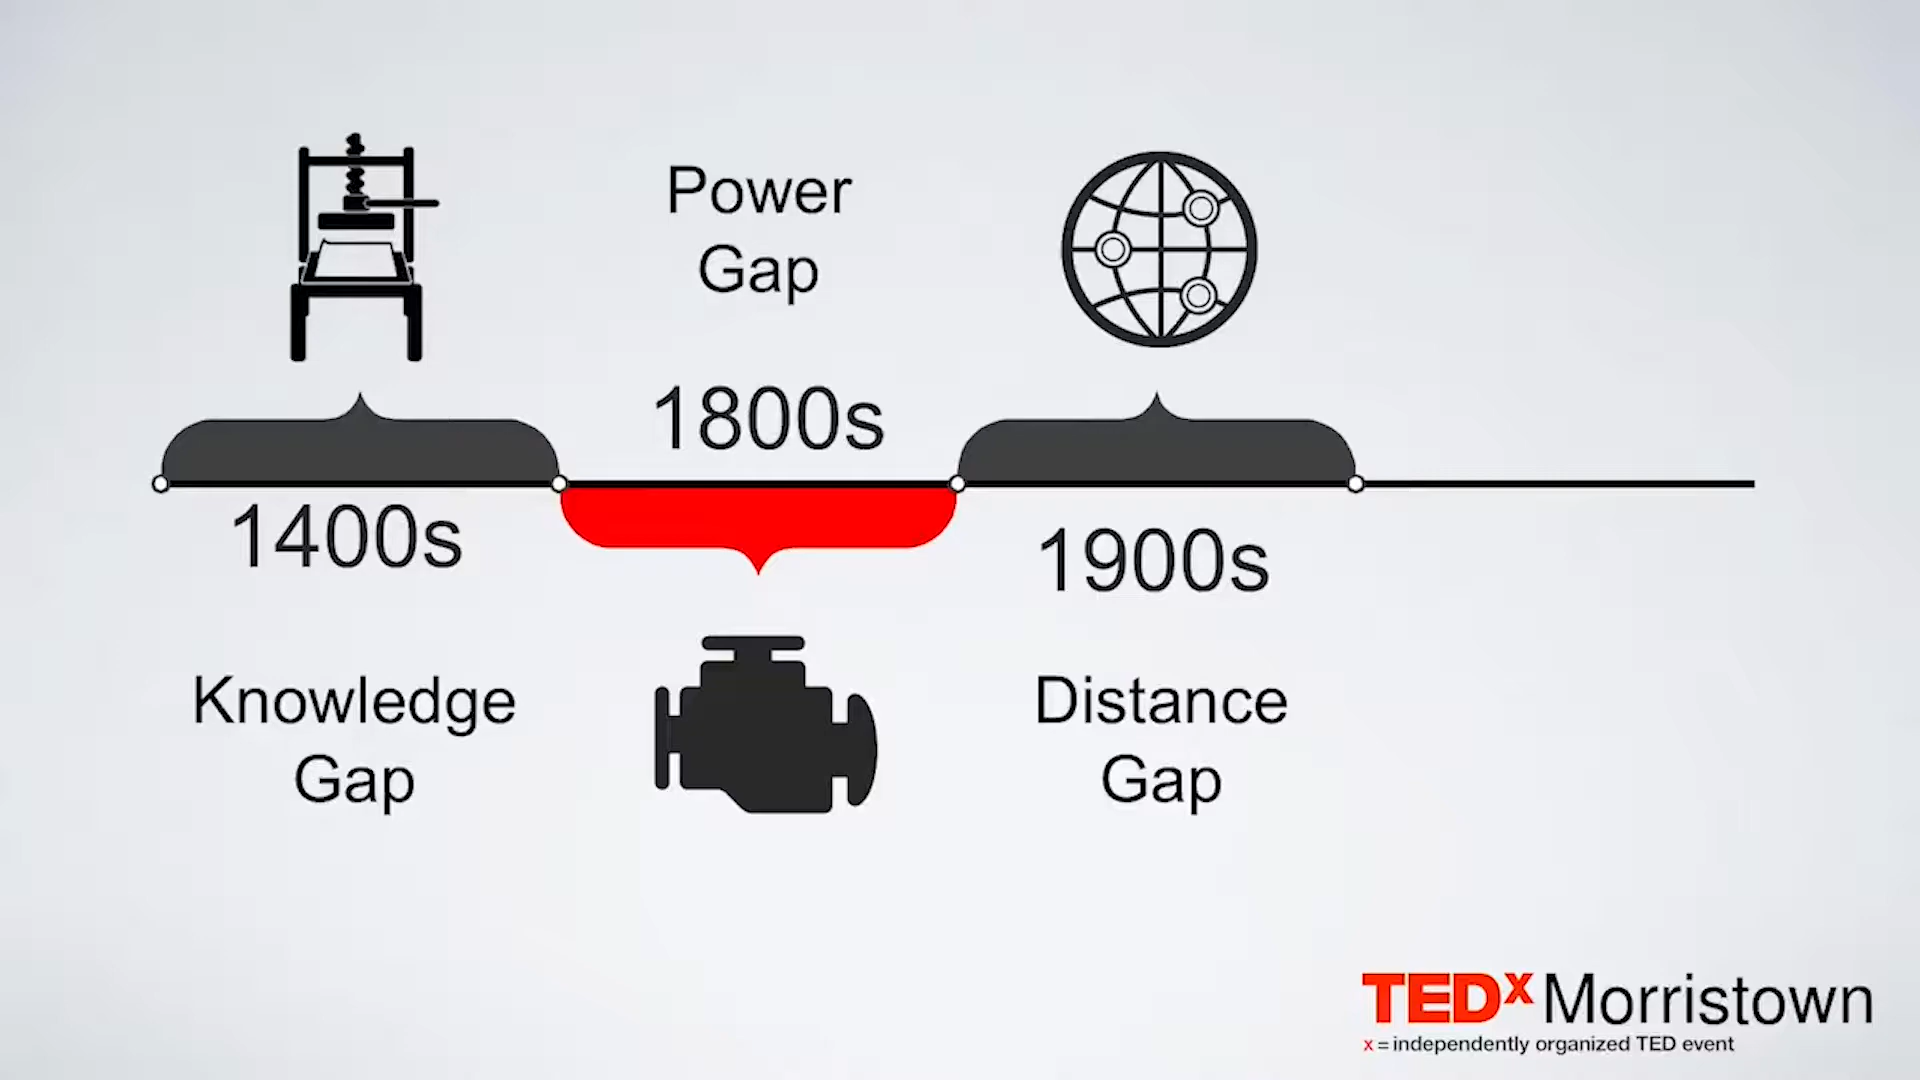 Power
Gap
1800s
1400s
1900s
Knowledge
Gap
Distance
Gap
TEDx Morristown
x = independently organized TED event